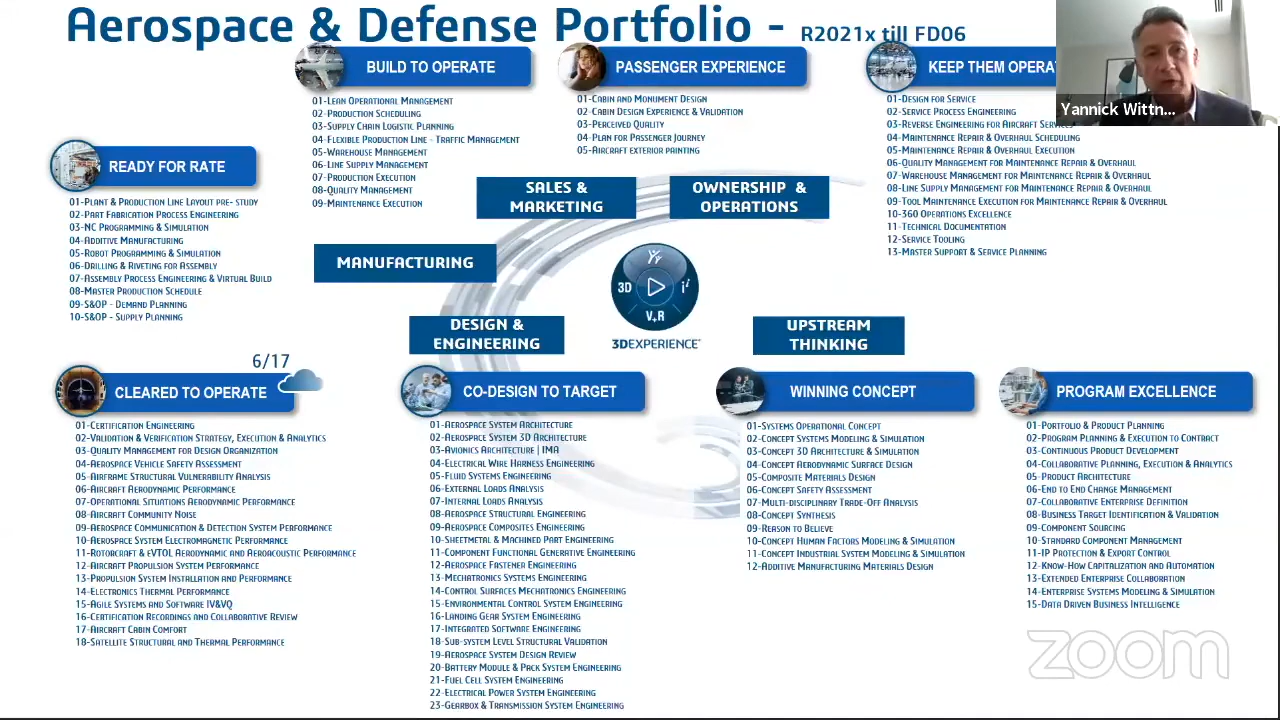 Aerospace & Defense Portfolio - R2021x till FD06
BUILD TO OPERATE
01-Lean Operational Management
02-Production Scheduling
03-Supply Chain Logistic Planning
04-Flexible Production Line - Traffic Management
05-Warehouse Management
06-Line Supply Management
07-Production Execution
08-Quality Management
09-Maintenance Execution
PASSENGER EXPERIENCE
01-Cabin and Monument Design
02-Cabin Design Experience & Validation
03-Perceived Quality
04-Plan for Passenger Journey
05-Aircraft exterior painting
KEEP THEM OPERA
01-Design for Service
02-Service Process Engineering
03-Reverse Engineering for Aircraft Services
04-Maintenance Repair & Overhaul Scheduling
05-Maintenance Repair & Overhaul Execution
06-Quality Management for Maintenance Repair & Overhaul
07-Warehouse Management for Maintenance Repair & Overhaul
08-Line Supply Management for Maintenance Repair & Overhaul
09-Tool Maintenance Execution for Maintenance Repair & Overhaul
10-360 Operations Excellence
11-Technical Documentation
12-Service Tooling
13-Master Support & Service Planning
Yannick Wittn...
READY FOR RATE
01-Plant & Production Line Layout pre- study
02-Part Fabrication Process Engineering
03-NC Programming & Simulation
04-Additive Manufacturing
05-Robot Programming & Simulation
06-Drilling & Riveting for Assembly
07-Assembly Process Engineering & Virtual Build
08-Master Production Schedule
09-S&OP - Demand Planning
10-S&OP - Supply Planning
SALES &
MARKETING
OWNERSHIP &
OPERATIONS
MANUFACTURING
DESIGN &
ENGINEERING
UPSTREAM
THINKING
3D
V+R
3DEXPERIENCE
6/17
CLEARED TO OPERATE
01-Certification Engineering
02-Validation & Verification Strategy, Execution & Analytics
03-Quality Management for Design Organization
04-Aerospace Vehicle Safety Assessment
05-Airframe Structural Vulnerability Analysis
06-Aircraft Aerodynamic Performance
07-Operational Situations Aerodynamic Performance
08-Aircraft Community Noise
09-Aerospace Communication & Detection System Performance
10-Aerospace System Electromagnetic Performance
11-Rotorcraft & eVTOL Aerodynamic and Aeroacoustic Performance
12-Aircraft Propulsion System Performance
13-Propulsion System Installation and Performance
14-Electronics Thermal Performance
15-Agile Systems and Software IV&VQ
16-Certification Recordings and Collaborative Review
17-Aircraft Cabin Comfort
18-Satellite Structural and Thermal Performance
CO-DESIGN TO TARGET
01-Aerospace System Architecture
02-Aerospace System 3D Architecture
03-Avionics Architecture | IMA
04-Electrical Wire Harness Engineering
05-Fluid Systems Engineering
06-External Loads Analysis
07-Internal Loads Analysis
08-Aerospace Structural Engineering
09-Aerospace Composites Engineering
10-Sheetmetal & Machined Part Engineering
11-Component Functional Generative Engineering
12-Aerospace Fastener Engineering
13-Mechatronics Systems Engineering
14-Control Surfaces Mechatronics Engineering
15-Environmental Control System Engineering
16-Landing Gear System Engineering
17-Integrated Software Engineering
18-Sub-system Level Structural Validation
19-Aerospace System Design Review
20-Battery Module & Pack System Engineering
21-Fuel Cell System Engineering
22-Electrical Power System Engineering
23-Gearbox & Transmission System Engineering
WINNING CONCEPT
01-Systems Operational Concept
02-Concept Systems Modeling & Simulation
03-Concept 3D Architecture & Simulation
04-Concept Aerodynamic Surface Design
05-Composite Materials Design
06-Concept Safety Assessment
07-Multi-disciplinary Trade-Off Analysis
08-Concept Synthesis
09-Reason to Believe
10-Concept Human Factors Modeling & Simulation
11-Concept Industrial System Modeling & Simulation
12-Additive Manufacturing Materials Design
PROGRAM EXCELLENCE
01-Portfolio & Product Planning
02-Program Planning & Execution to Contract
03-Continuous Product Development
04-Collaborative Planning, Execution & Analytics
05-Product Architecture
06-End to End Change Management
07-Collaborative Enterprise Definition
08-Business Target Identification & Validation
09-Component Sourcing
10-Standard Component Management
11-IP Protection & Export Control
12-Know-How Capitalization and Automation
13-Extended Enterprise Collaboration
14-Enterprise Systems Modeling & Simulation
15-Data Driven Business Intelligence
zoom